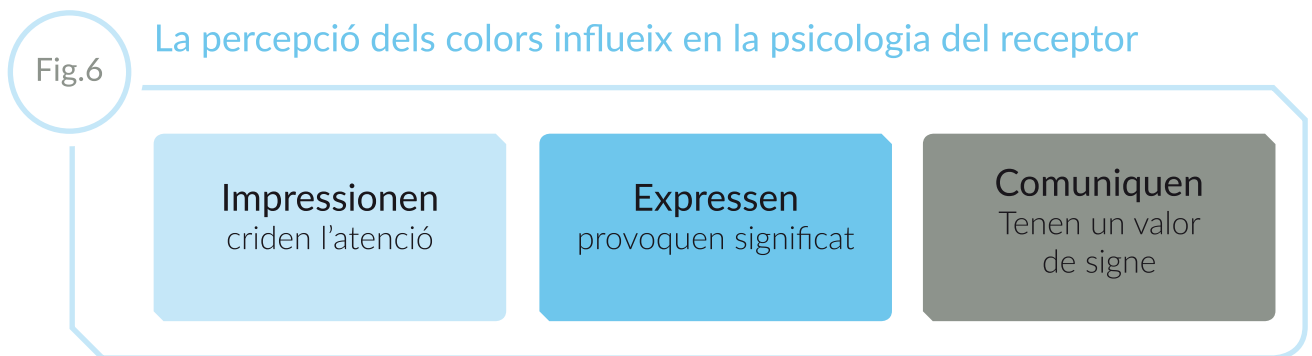 Fig.6
La percepció dels colors influeix en la psicologia del receptor
Impressionen
criden l'atenció
Expressen
provoquen significat
Comuniquen
Tenen un valor
de signe